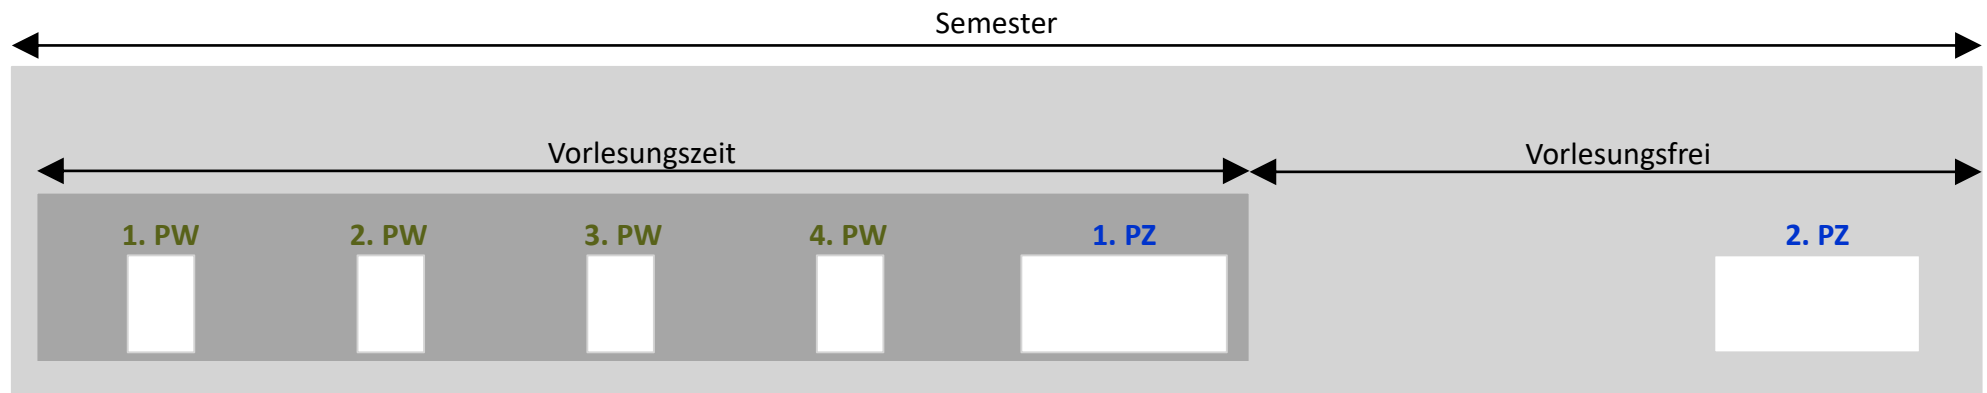 Semester
Vorlesungszeit
Vorlesungsfrei
1. PW
2. PW
3. PW
4. PW
1. PZ
2. PZ